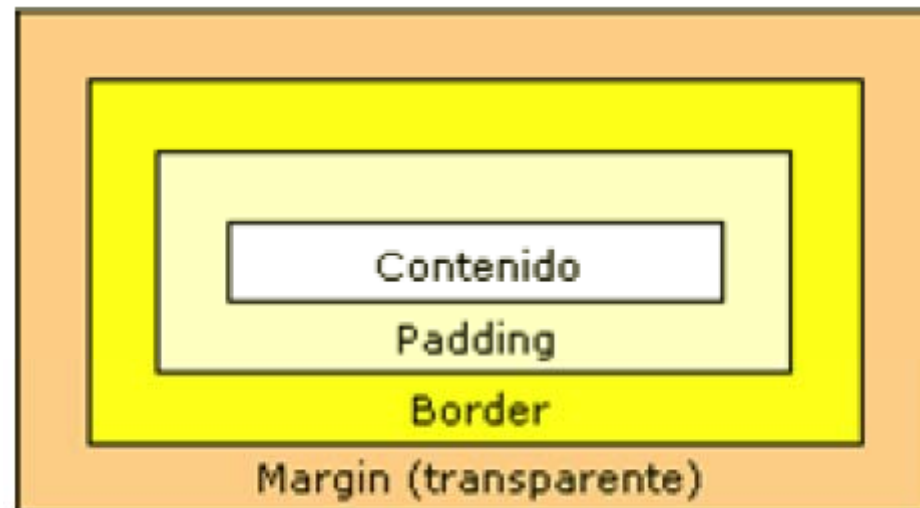 Contenido
Padding
Border
Margin (transparente)